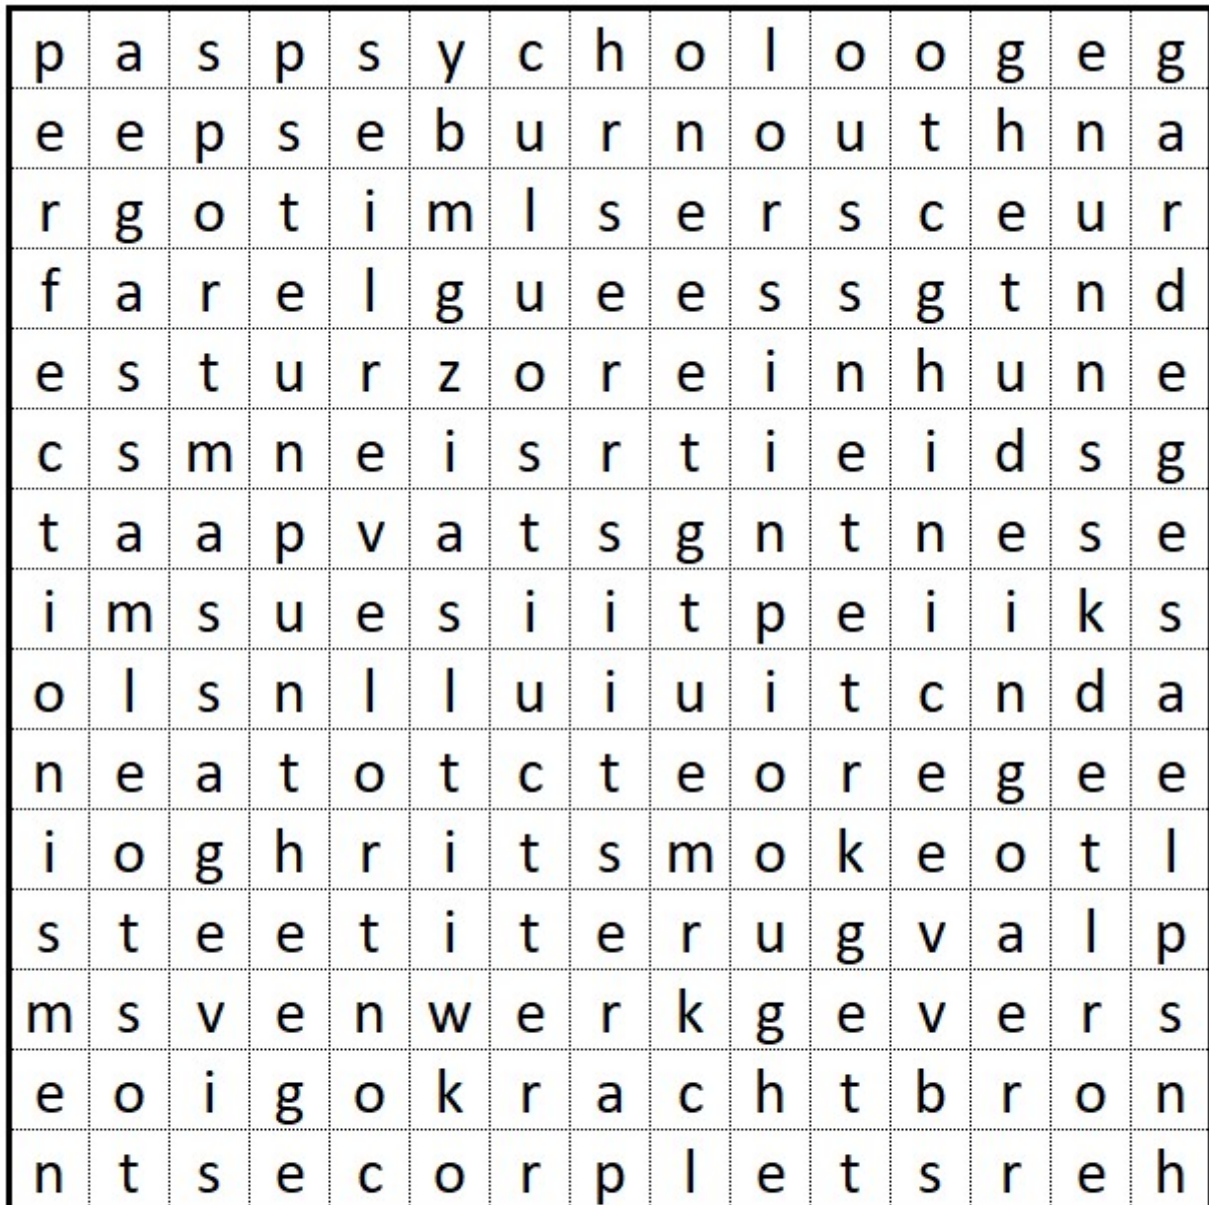 p a s p s y c h o l o o g e g
e e p s e b u r n o u t h n a
r g o t i m l s e r s c e u r
f a r e l g u e e s s g t n d
e s t u r z o r e i n h u n e
c s m n e i s r t i e i d s g
t a a p v a t s g n t n e s e
i m s u e s i i t p e i i k s
o l s n l l u i u i t c n d a
n e a t o t c t e o r e g e e
i o g h r i t s m o k e o t l
s t e e t i t e r u g v a l p
m s v e n w e r k g e v e r s
e o i g o k r a c h t b r o n
n t s e c o r p l e t s r e h